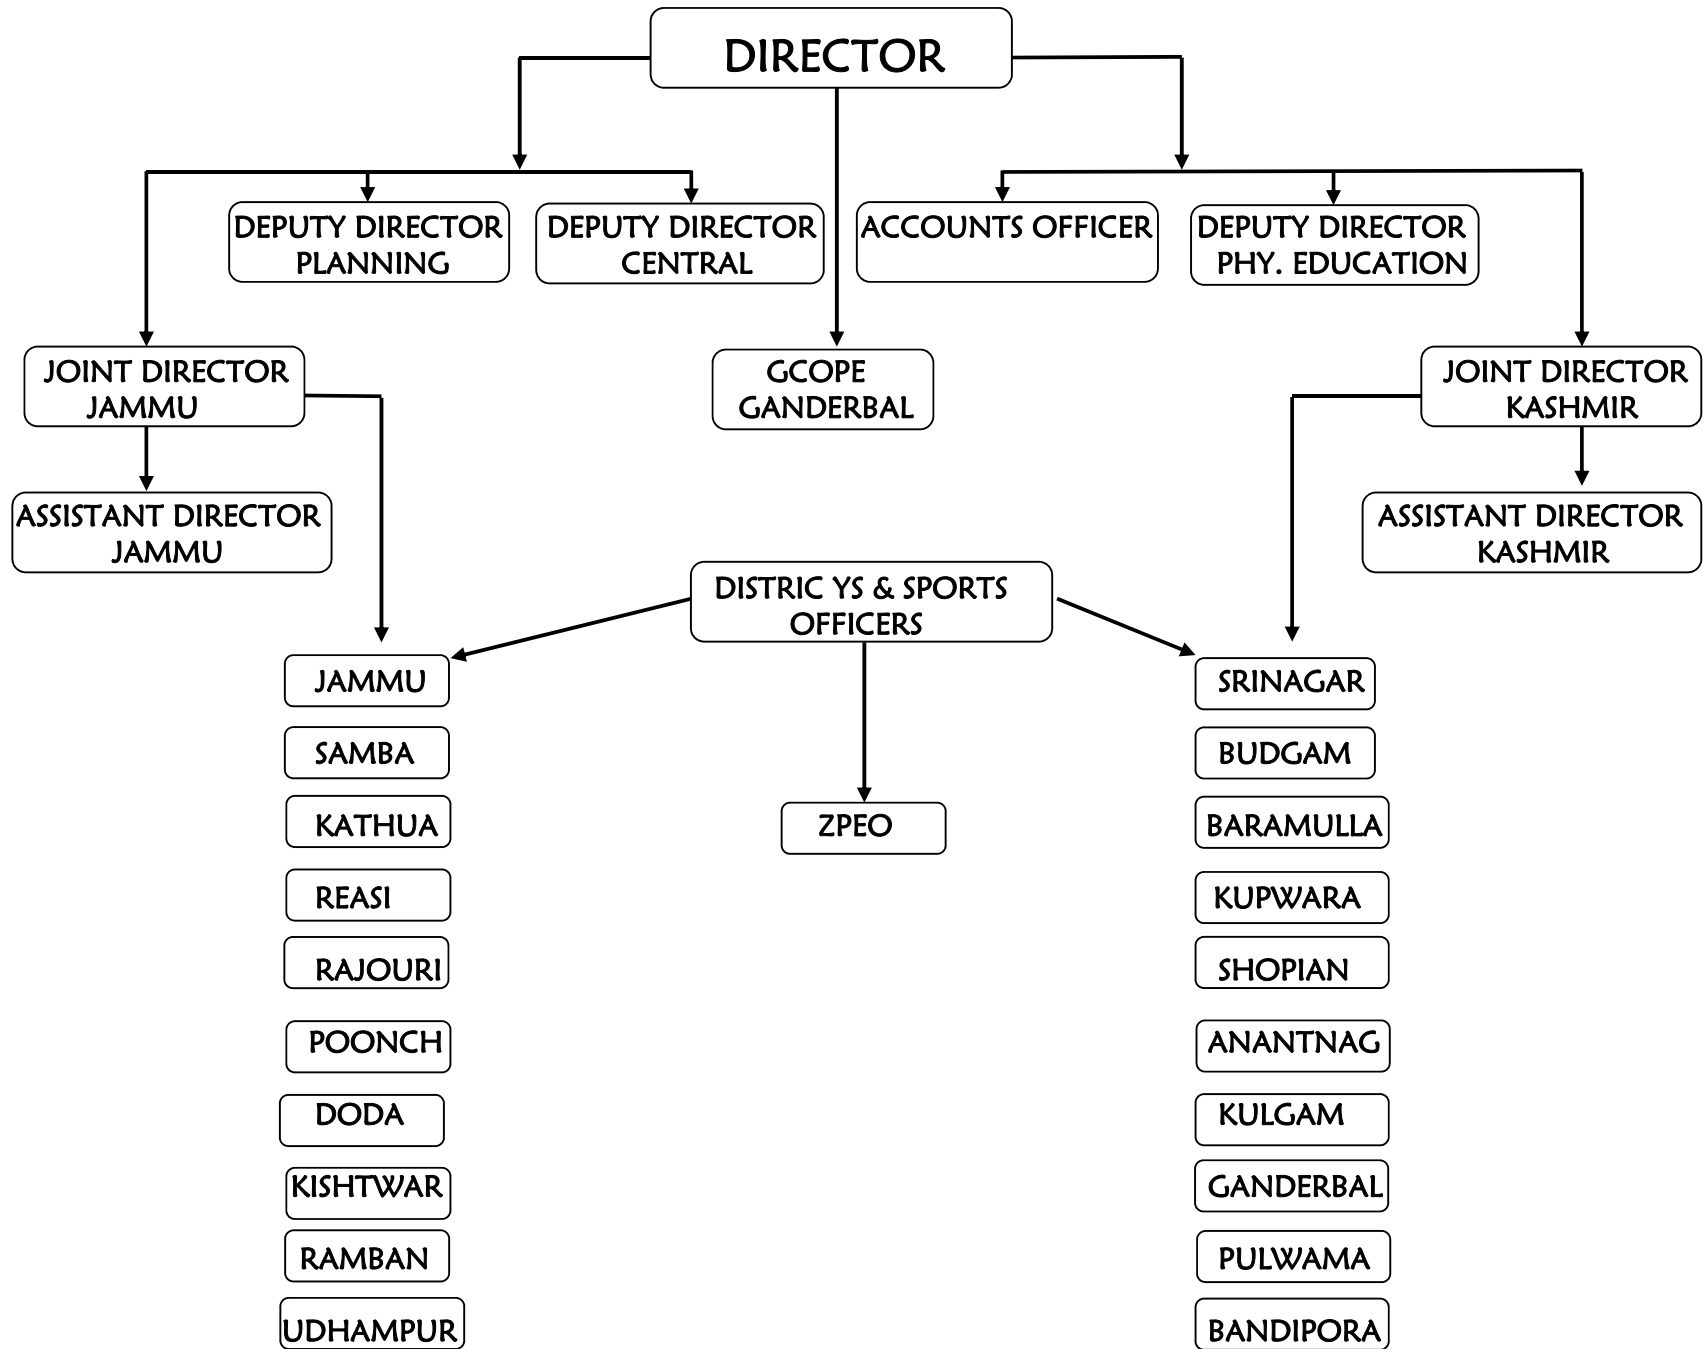 DIRECTOR
DEPUTY DIRECTOR
PLANNING
DEPUTY DIRECTOR
CENTRAL
ACCOUNTS OFFICER
DEPUTY DIRECTOR
PHY. EDUCATION
JOINT DIRECTOR
JAMMU
GCOPE
GANDERBAL
JOINT DIRECTOR
KASHMIR
ASSISTANT DIRECTOR
JAMMU
ASSISTANT DIRECTOR
KASHMIR
DISTRIC YS & SPORTS
OFFICERS
JAMMU
SAMBA
KATHUA
REASI
RAJOURI
POONCH
DODA
KISHTWAR
RAMBAN
UDHAMPUR
ZPEO
SRINAGAR
BUDGAM
BARAMULLA
KUPWARA
SHOPIAN
ANANTNAG
KULGAM
GANDERBAL
PULWAMA
BANDIPORA